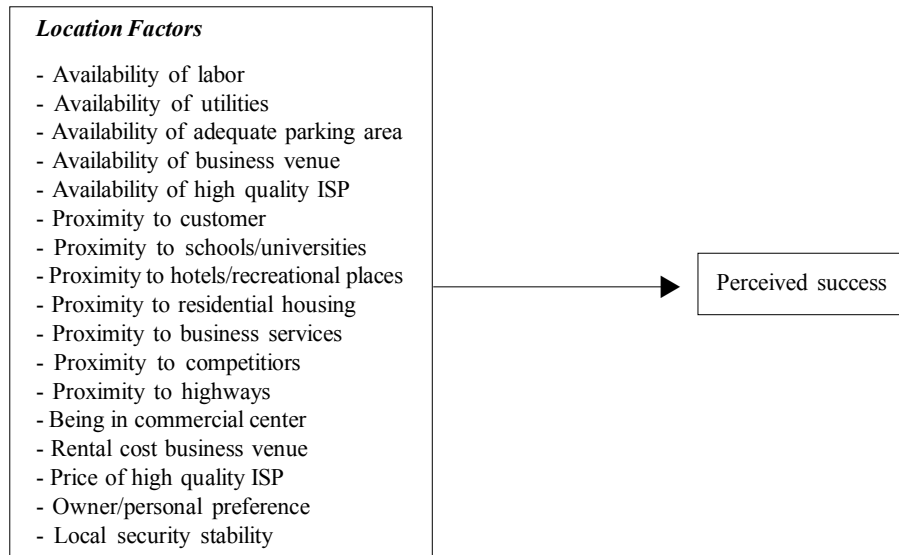 Location Factors
- Availability of labor
- Availability of utilities
- Availability of adequate parking area
- Availability of business venue
- Availability of high quality ISP
- Proximity to customer
- Proximity to schools/universities
- Proximity to hotels/recreational places
- Proximity to residential housing
- Proximity to business services
- Proximity to competitiors
- Proximity to highways
- Being in commercial center
- Rental cost business venue
- Price of high quality ISP
- Owner/personal preference
- Local security stability
Perceived success